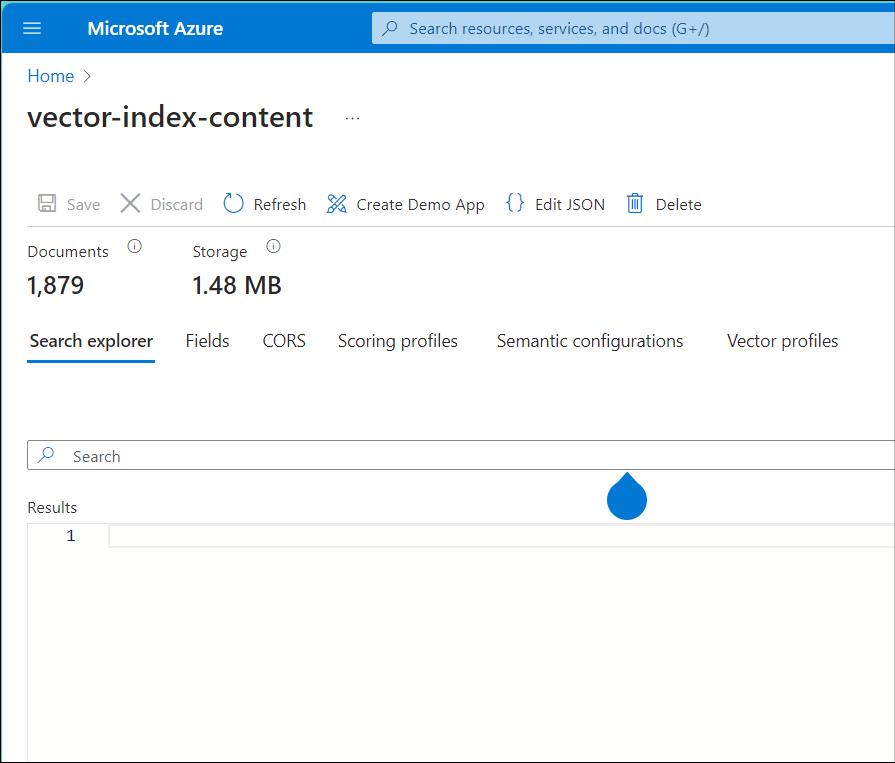 Microsoft Azure
Search resources, services, and docs (G+/)
Home
vector-index-content
Save Discard Refresh Create Demo App {} Edit JSON Delete
Documents Storage
1,879 1.48 MB
Search explorer Fields CORS Scoring profiles Semantic configurations Vector profiles
Search
Results
1